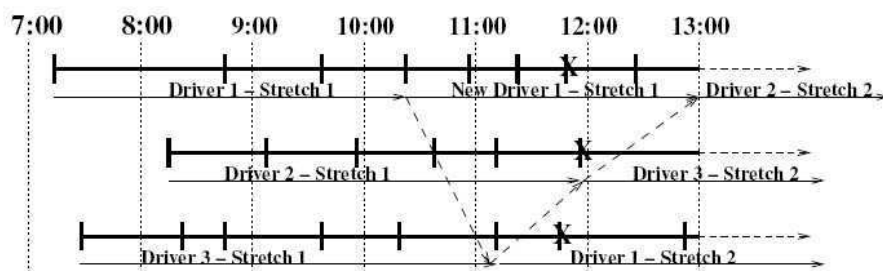 7:00 8:00 9:00 10:00 11:00 12:00 13:00
X
Driver 1 – Stretch 1 New Driver 1 – Stretch 1 Driver 2 – Stretch 2
X
Driver 2 – Stretch 1 Driver 3 – Stretch 2
X
Driver 3 – Stretch 1 Driver 1 – Stretch 2